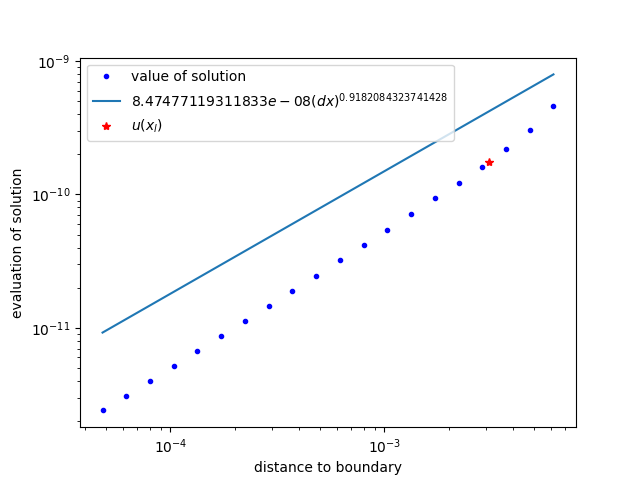 10⁻⁹
value of solution
8.47477119311833e − 08(dx)^0.9182084323741428
u(x_l)
10⁻¹⁰
10⁻¹¹
evaluation of solution
10⁻⁴ 10⁻³
distance to boundary